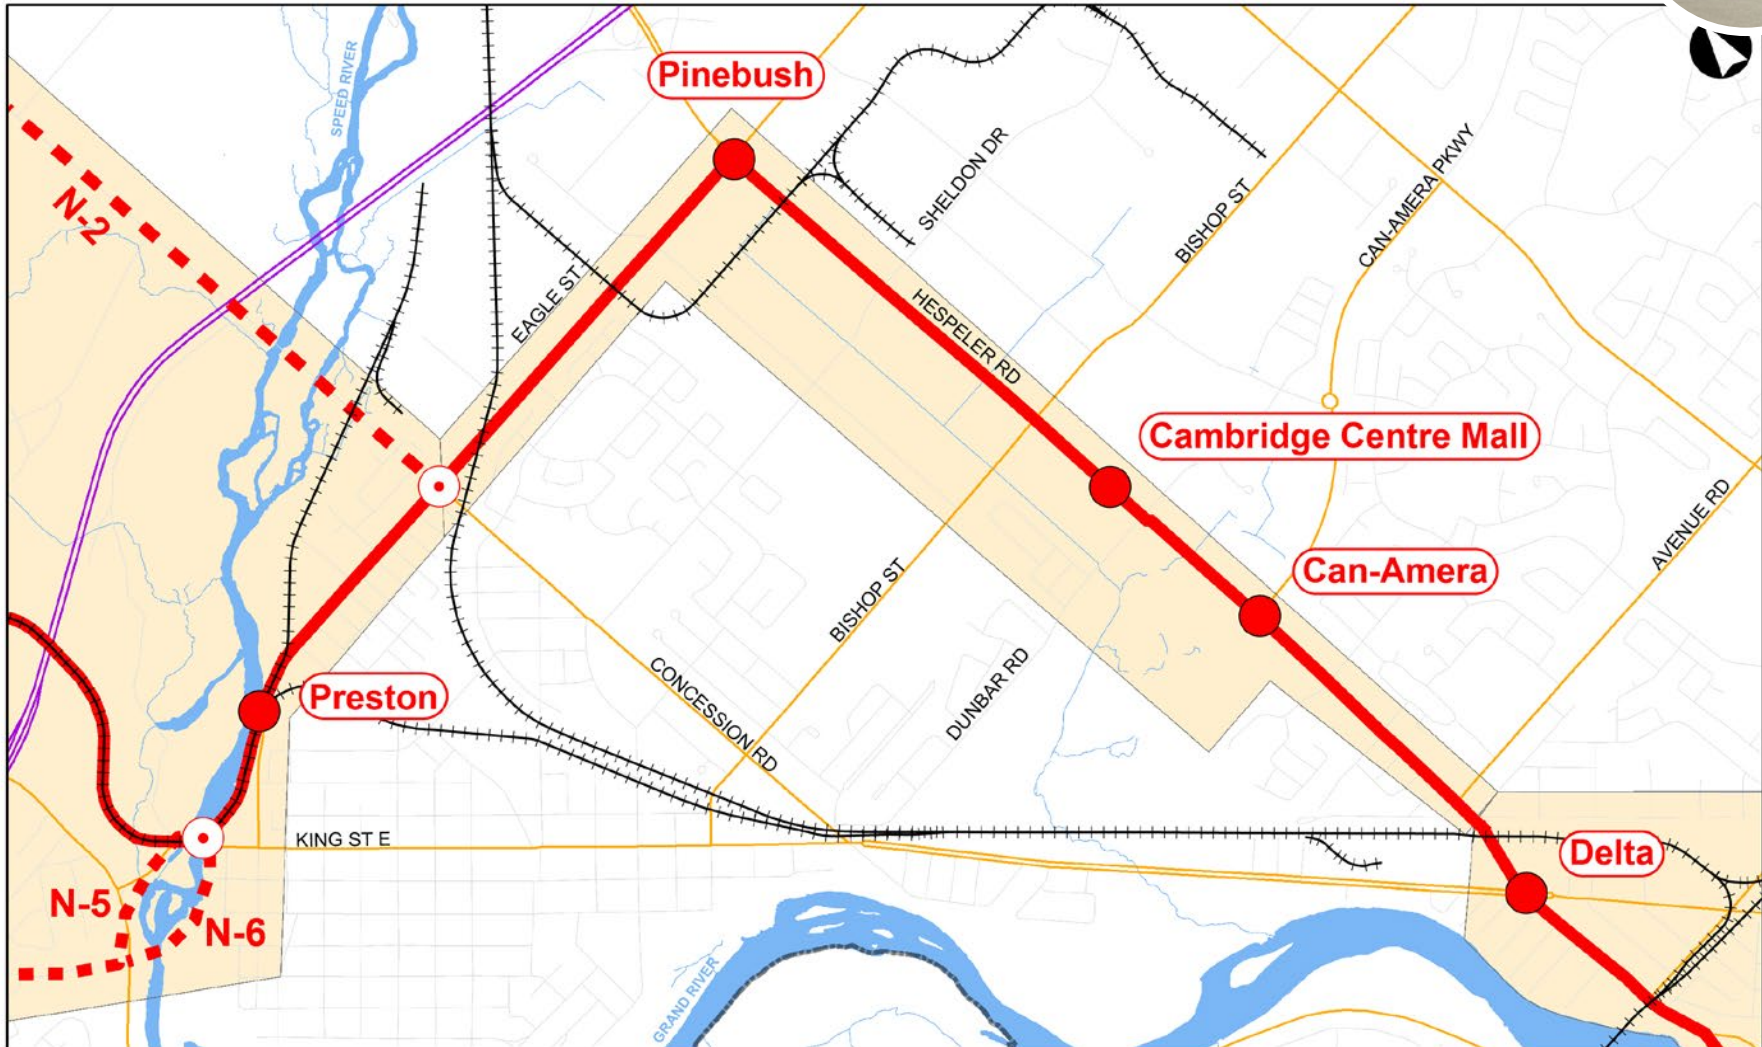 Pinebush
SPEED RIVER
N-2
SHELDON DR
BISHOP ST
CAN-AMERA PKWY
EAGLE ST
HESPELER RD
Cambridge Centre Mall
AVENUE RD
Can-Amera
BISHOP ST
Preston
CONCESSION RD
DUNBAR RD
KING ST E
Delta
N-5
N-6
GRAND RIVER